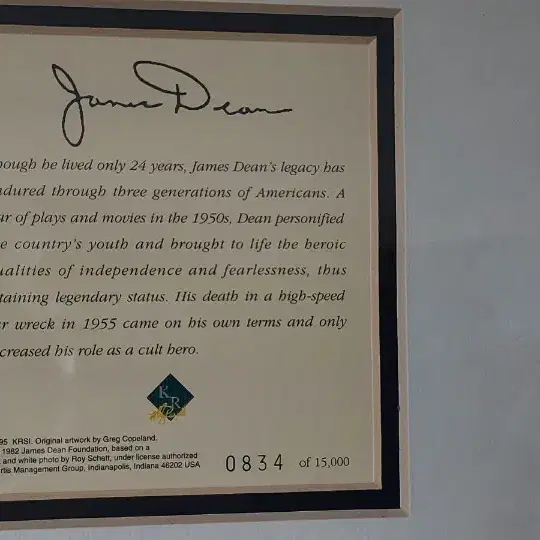 James Dean
ough he lived only 24 years, James Dean's legacy has
dured through three generations of Americans. A
ar of plays and movies in the 1950s, Dean personified
e country's youth and brought to life the heroic
ualities of independence and fearlessness, thus
taining legendary status. His death in a high-speed
r wreck in 1955 came on his own terms and only
creased his role as a cult hero.
K
R
95 KRSI. Original artwork by Greg Copeland.
1982 James Dean Foundation, based on a
and white photo by Roy Schatt, under license authorized
rtis Management Group, Indianapolis, Indiana 46202 USA
0834 of 15,000